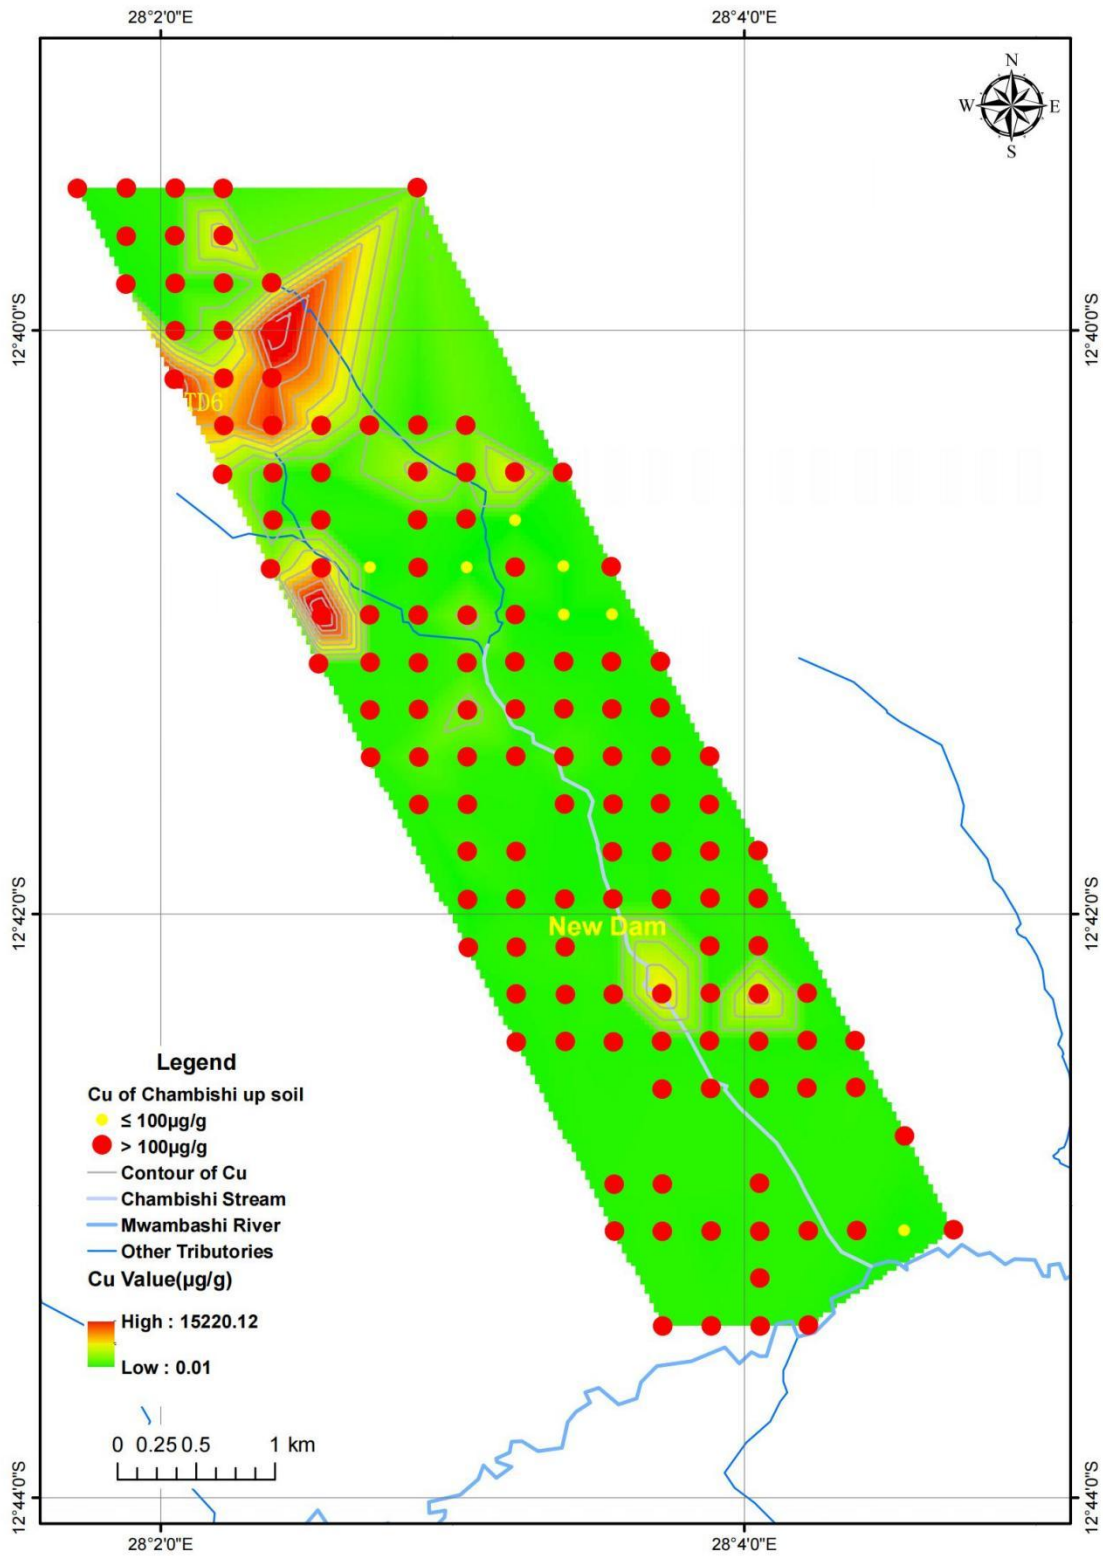 28°2'0"E 28°4'0"E
N
W E
S
12°40'0"S 12°40'0"S
TD6
12°42'0"S 12°42'0"S
New Dam
Legend
Cu of Chambishi up soil
≤ 100µg/g
> 100µg/g
Contour of Cu
Chambishi Stream
Mwambashi River
Other Tributories
Cu Value(µg/g)
High : 15220.12
Low : 0.01
0 0.25 0.5 1 km
12°44'0"S 12°44'0"S
28°2'0"E 28°4'0"E